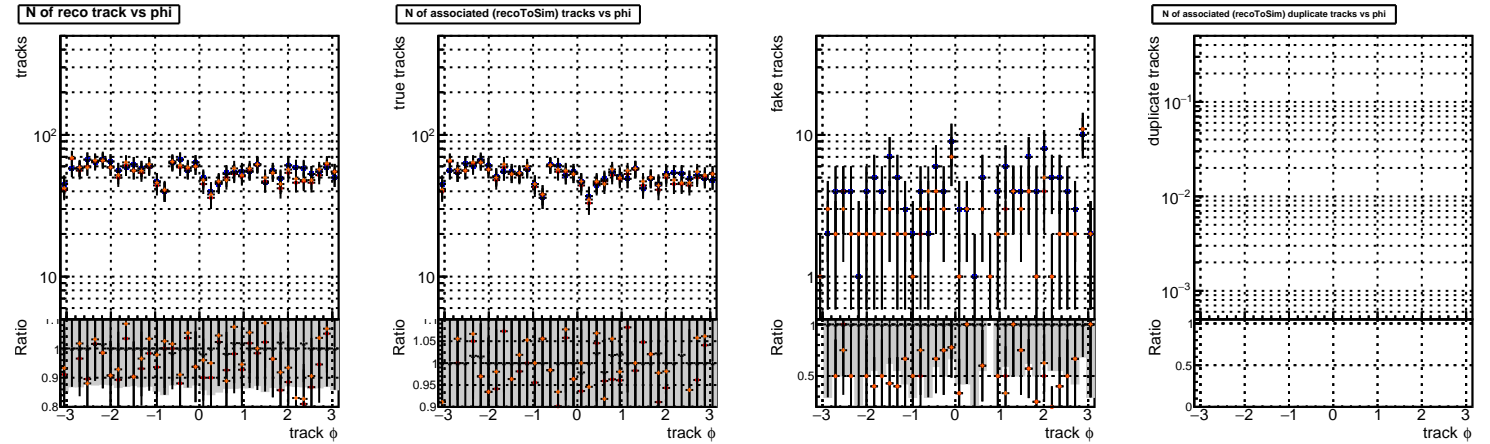 N of reco track vs phi
tracks
10²
10
Ratio
1.1
1
0.9
0.8
−3 −2 −1 0 1 2 3
track ϕ
N of associated (recoToSim) tracks vs phi
true tracks
10²
10
Ratio
1.1
1.05
1
0.95
0.9
−3 −2 −1 0 1 2 3
track ϕ
fake tracks
10
1
Ratio
1
0.5
−3 −2 −1 0 1 2 3
track ϕ
N of associated (recoToSim) duplicate tracks vs phi
duplicate tracks
10⁻¹
10⁻²
10⁻³
Ratio
1
0.5
0
−3 −2 −1 0 1 2 3
track ϕ